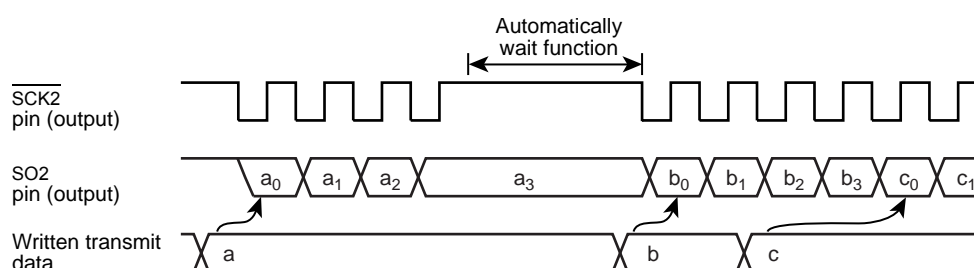 Automatically
wait function
SCK2
pin (output)
SO2
pin (output)
a0 a1 a2 a3 b0 b1 b2 b3 c0 c1
Written transmit
data
a b c